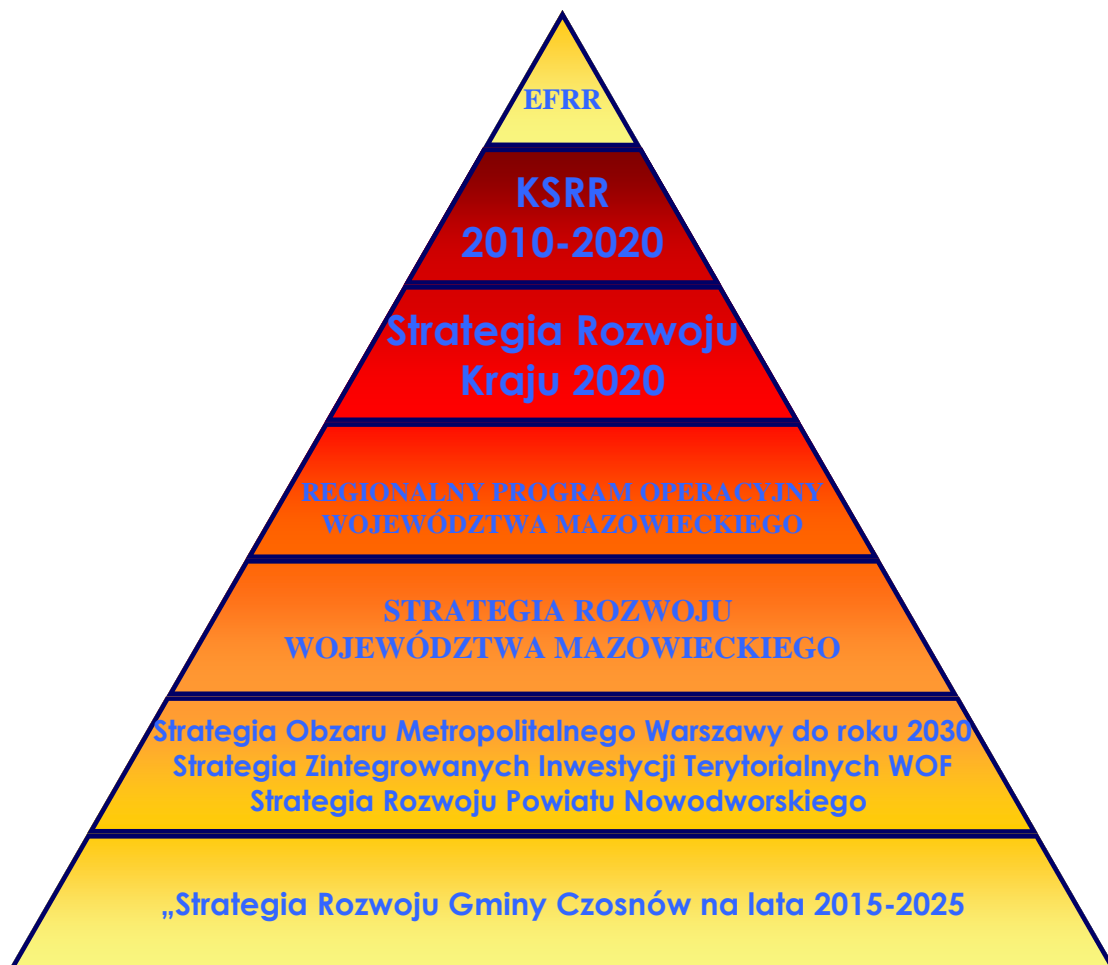 EFRR
KSRR
2010-2020
Strategia Rozwoju
Kraju 2020
REGIONALNY PROGRAM OPERACYJNY
WOJEWÓDZTWA MAZOWIECKIEGO
STRATEGIA ROZWOJU
WOJEWÓDZTWA MAZOWIECKIEGO
Strategia Obzaru Metropolitalnego Warszawy do roku 2030
Strategia Zintegrowanych Inwestycji Terytorialnych WOF
Strategia Rozwoju Powiatu Nowodworskiego
„Strategia Rozwoju Gminy Czosnów na lata 2015-2025